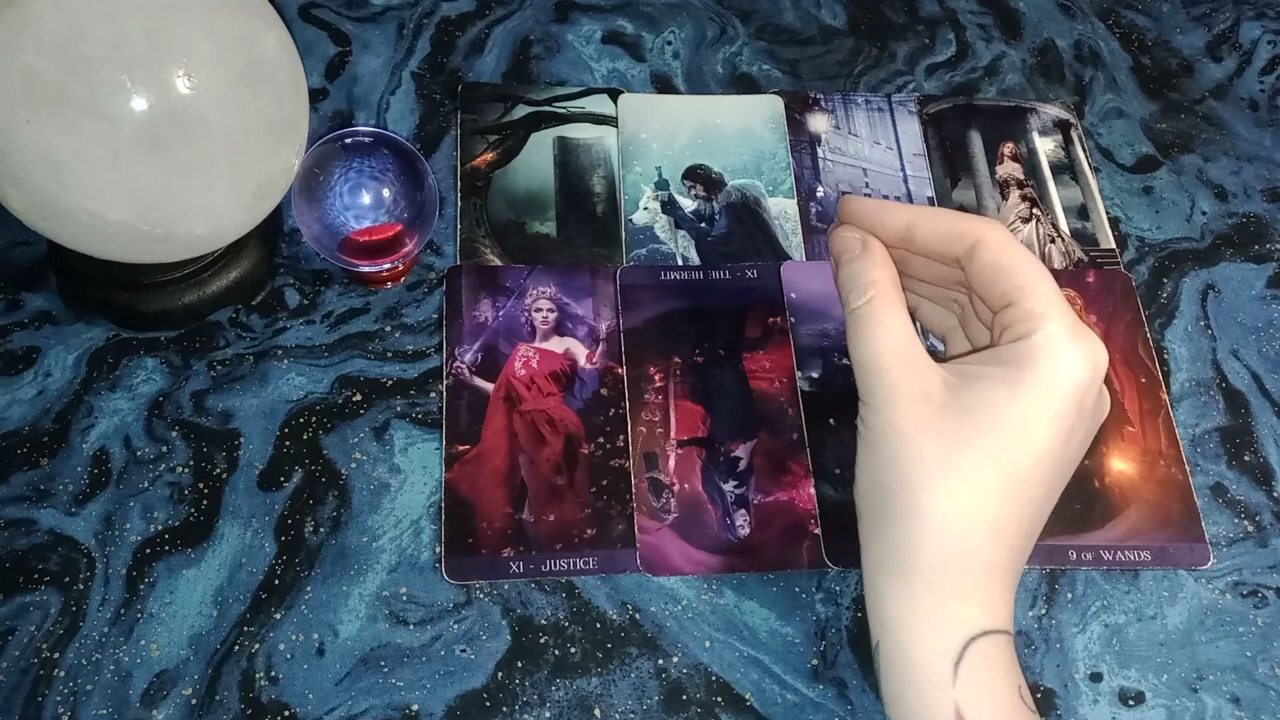 IX - THE HERMIT
XI - JUSTICE
9 OF WANDS